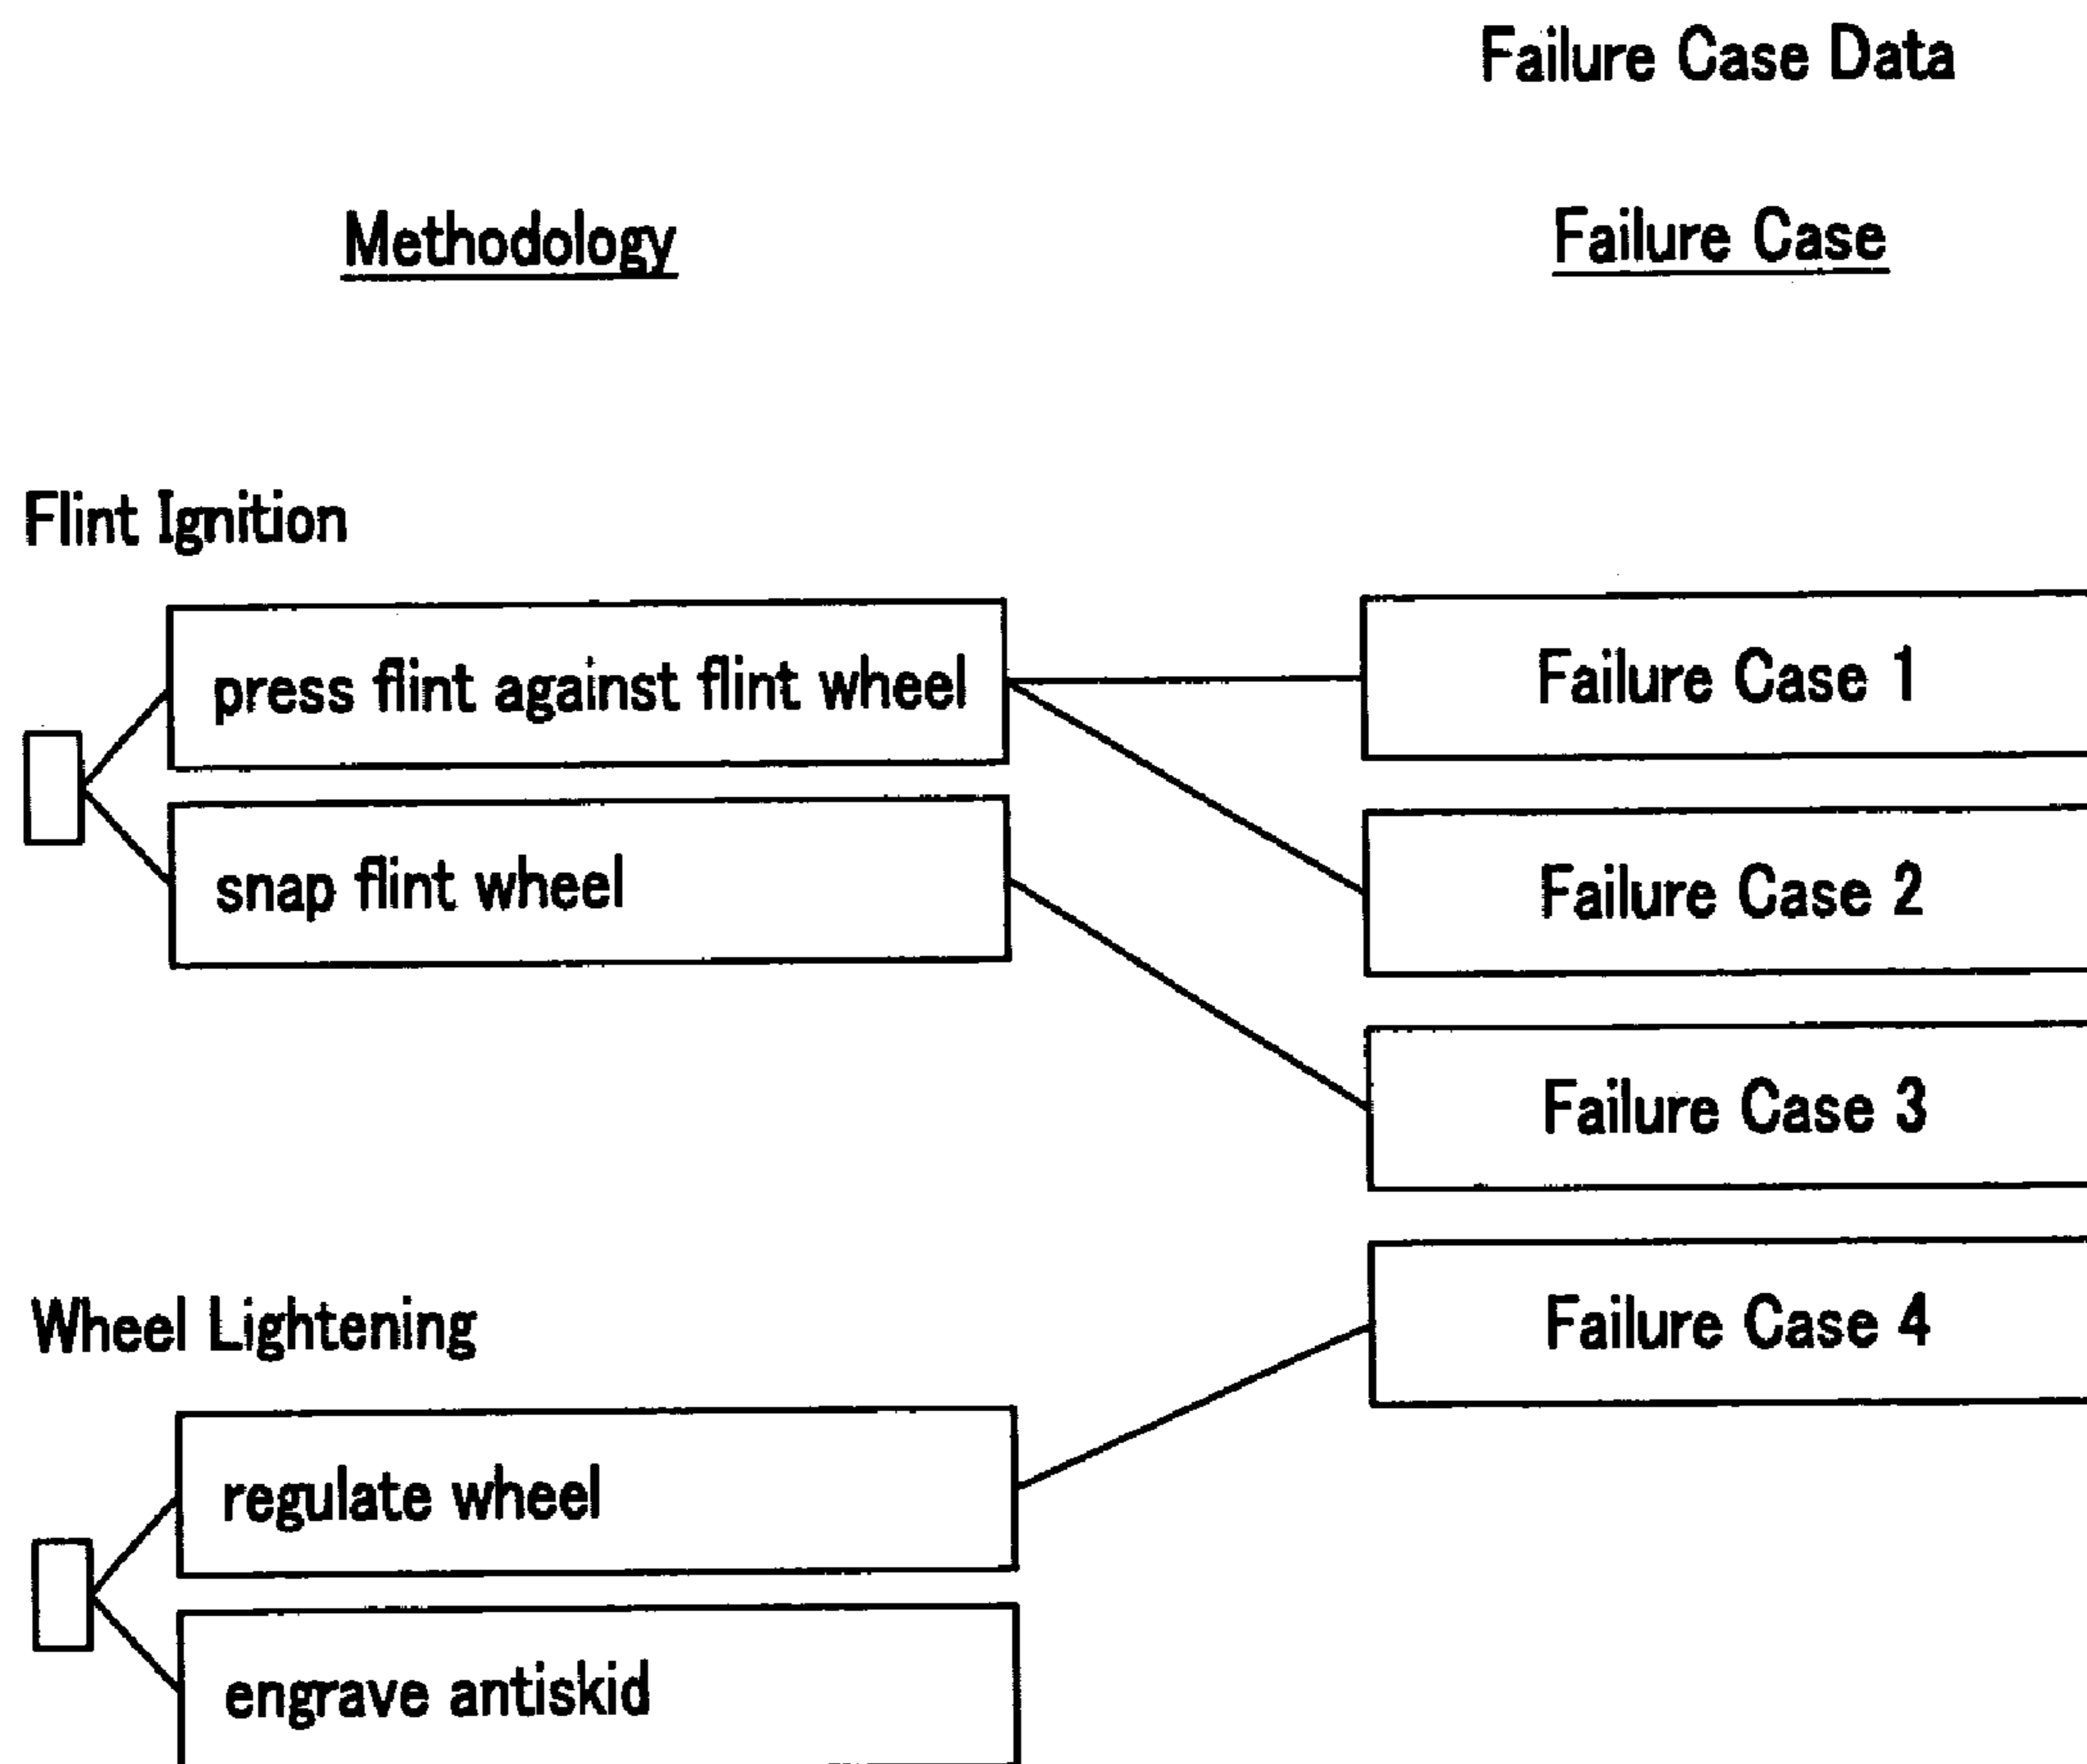 Failure Case Data
Methodology
Failure Case
Flint Ignition
press flint against flint wheel
Failure Case 1
snap flint wheel
Failure Case 2
Failure Case 3
Failure Case 4
Wheel Lightening
regulate wheel
engrave antiskid